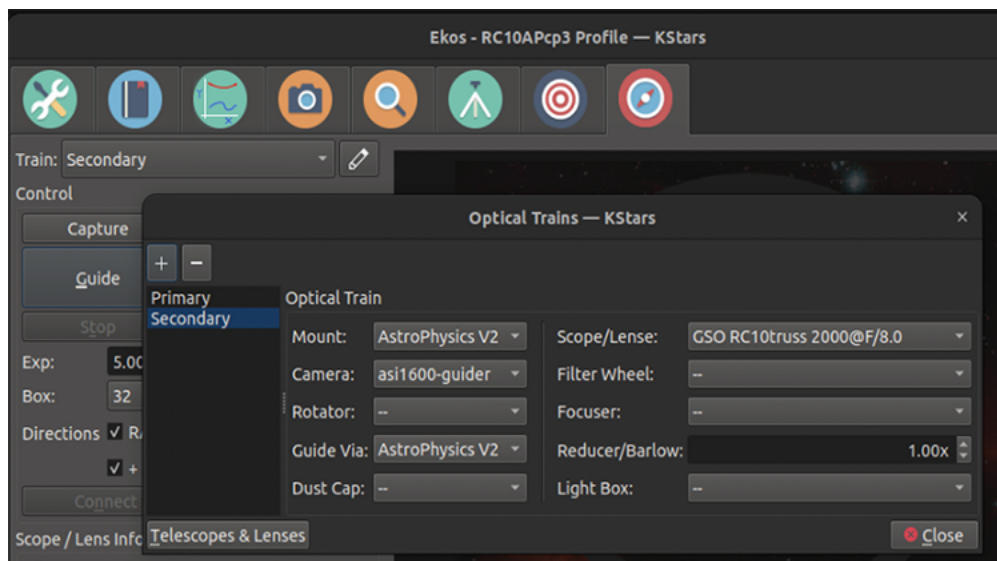 Ekos - RC10APcp3 Profile — KStars
Train: Secondary
Control
Capture
Guide
Stop
Exp: 5.00
Box: 32
Directions
+
Connect
Scope / Lens Info
Optical Trains — KStars
×
+ −
Primary
Secondary
Optical Train
Mount: AstroPhysics V2 Scope/Lense: GSO RC10truss 2000@F/8.0
Camera: asi1600-guider Filter Wheel: --
Rotator: -- Focuser: --
Guide Via: AstroPhysics V2 Reducer/Barlow: 1.00x
Dust Cap: -- Light Box: --
Telescopes & Lenses Close